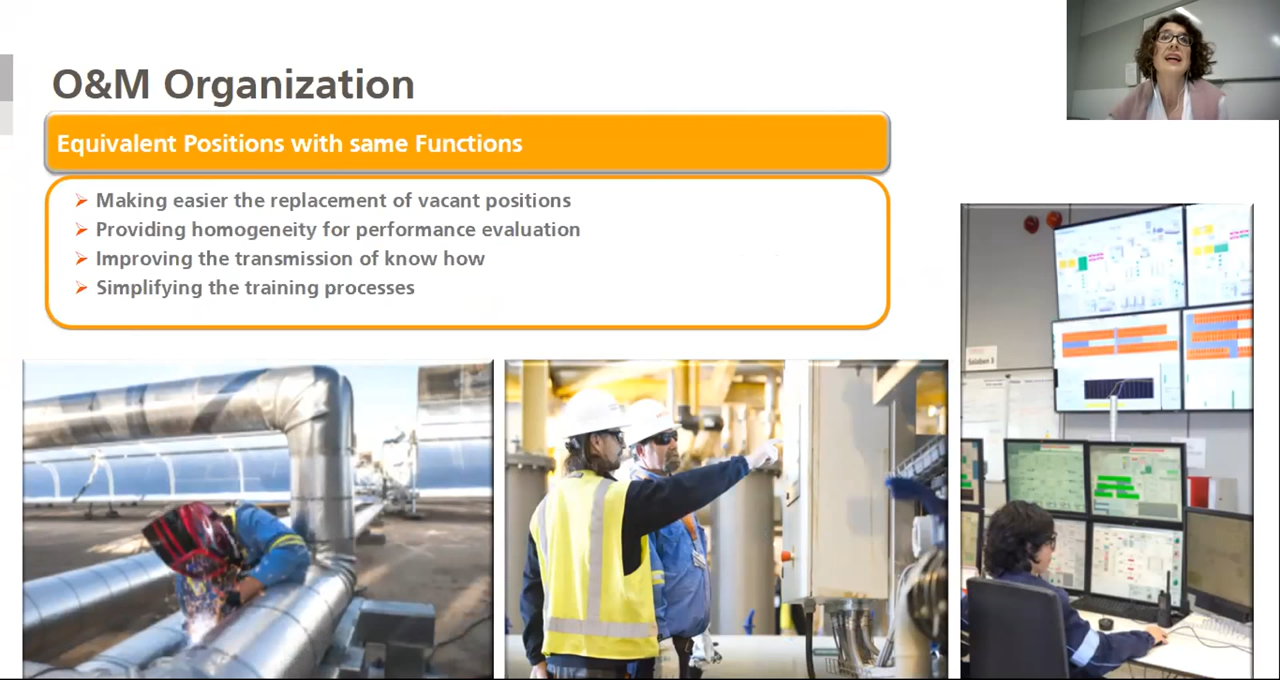 O&M Organization
Equivalent Positions with same Functions
Making easier the replacement of vacant positions
Providing homogeneity for performance evaluation
Improving the transmission of know how
Simplifying the training processes